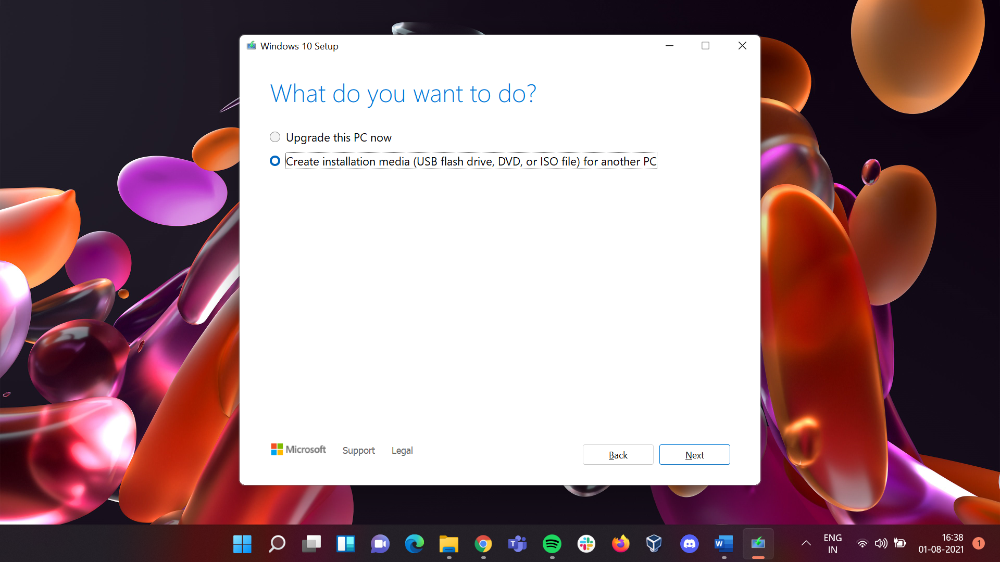 Windows 10 Setup
What do you want to do?
Upgrade this PC now
Create installation media (USB flash drive, DVD, or ISO file) for another PC
Microsoft Support Legal
Back Next
ENG
IN
16:38
01-08-2021
1